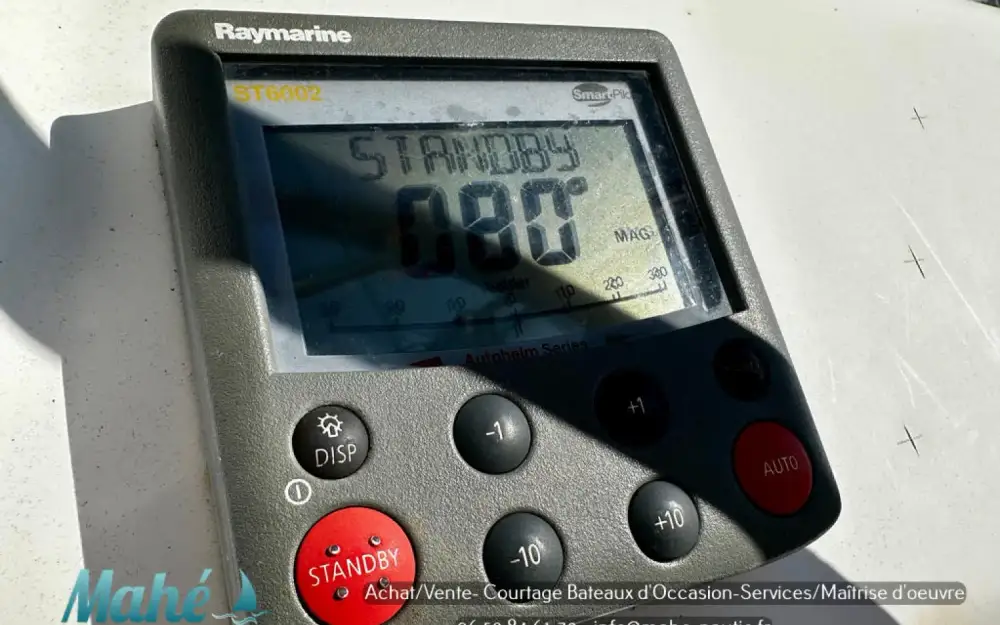 Raymarine
ST6002
SmartPilot
STANDBY
080°
MAG
Rudder
10 20 30
Autohelm Series
DISP
-1
+1
AUTO
STANDBY
-10
+10
Mahé
Achat/Vente- Courtage Bateaux d'Occasion-Services/Maîtrise d'oeuvre